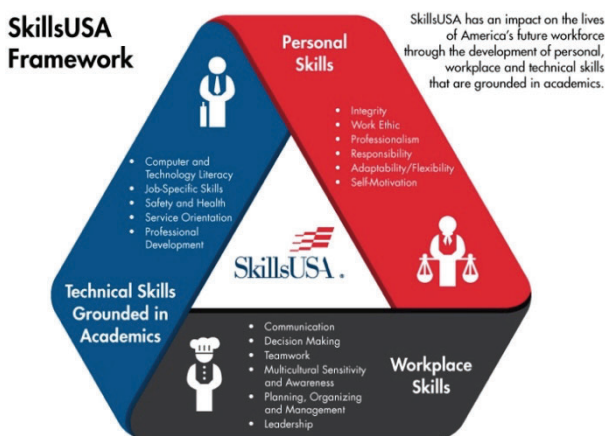 SkillsUSA
Framework
SkillsUSA has an impact on the lives
of America's future workforce
through the development of personal,
workplace and technical skills
that are grounded in academics.
Personal
Skills
• Integrity
• Work Ethic
• Professionalism
• Responsibility
• Adaptability/Flexibility
• Self-Motivation
• Computer and
Technology Literacy
• Job-Specific Skills
• Safety and Health
• Service Orientation
• Professional
Development
SkillsUSA®
Technical Skills
Grounded in
Academics
• Communication
• Decision Making
• Teamwork
• Multicultural Sensitivity
and Awareness
• Planning, Organizing
and Management
• Leadership
Workplace
Skills